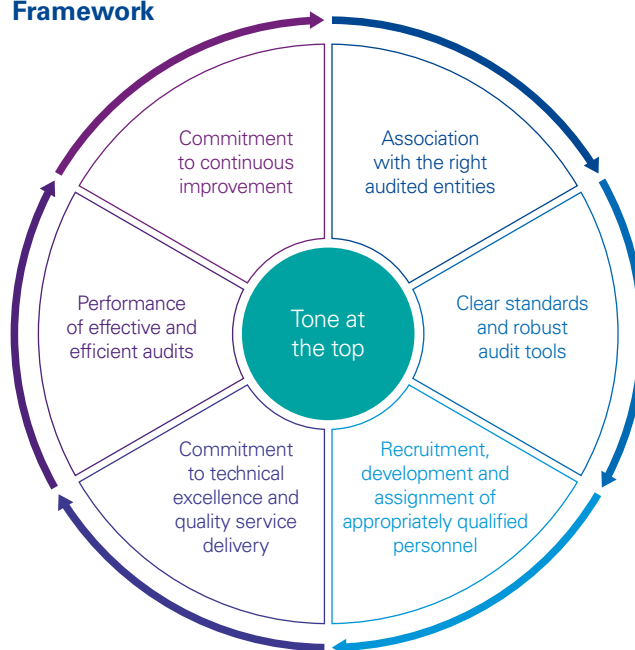 Framework
Commitment
to continuous
improvement
Association
with the right
audited entities
Performance
of effective and
efficient audits
Tone at
the top
Clear standards
and robust
audit tools
Commitment
to technical
excellence and
quality service
delivery
Recruitment,
development and
assignment of
appropriately qualified
personnel